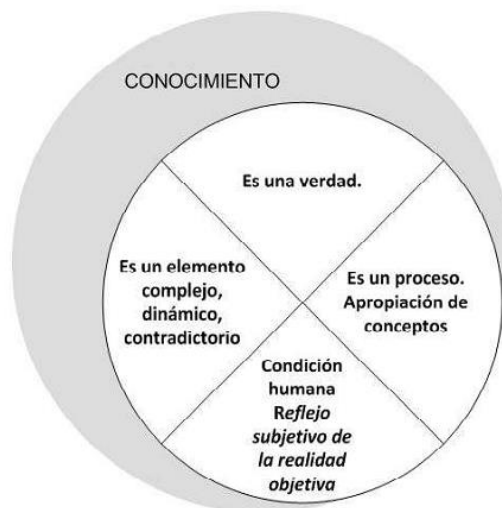 CONOCIMIENTO
Es una verdad.
Es un elemento
complejo,
dinámico,
contradictorio
Es un proceso.
Apropiación de
conceptos
Condición
humana
Reflejo
subjetivo de
la realidad
objetiva